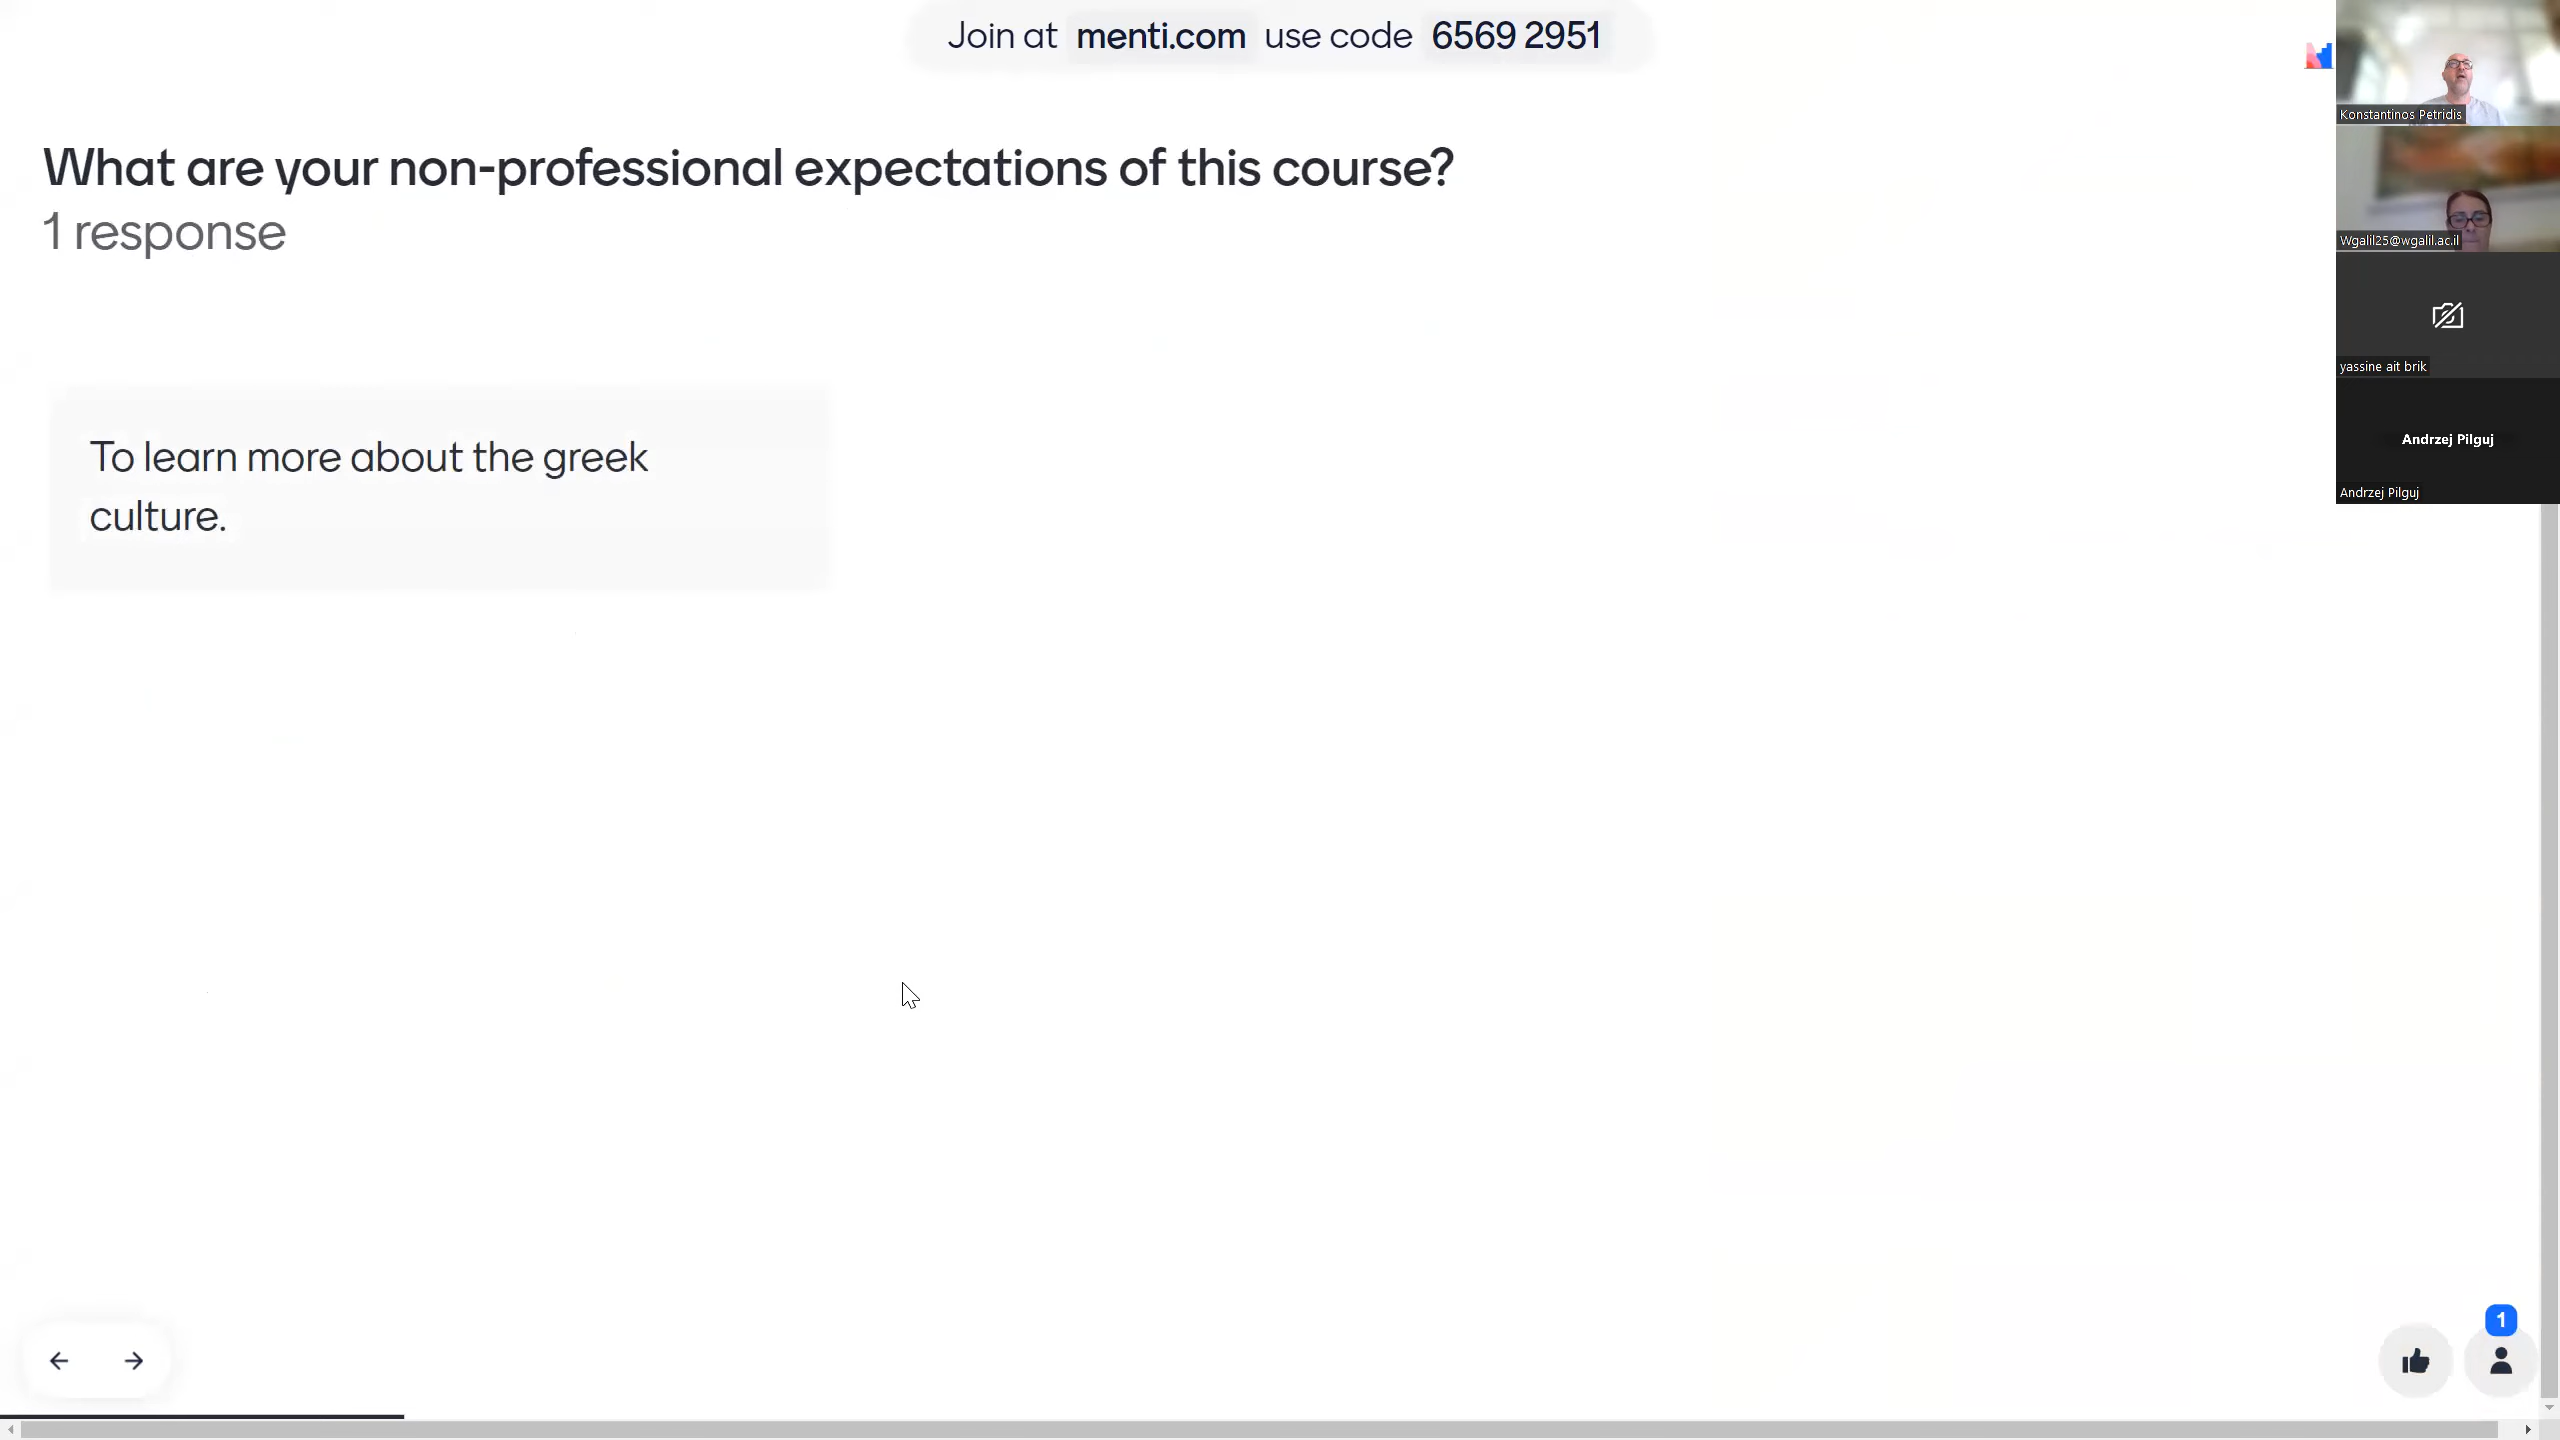 Join at menti.com use code 6569 2951
What are your non-professional expectations of this course?
1 response
To learn more about the greek
culture.
Konstantinos Petridis
Wgalil25@wgalil.ac.il
yassine ait brik
Andrzej Pilguj
Andrzej Pilguj
1